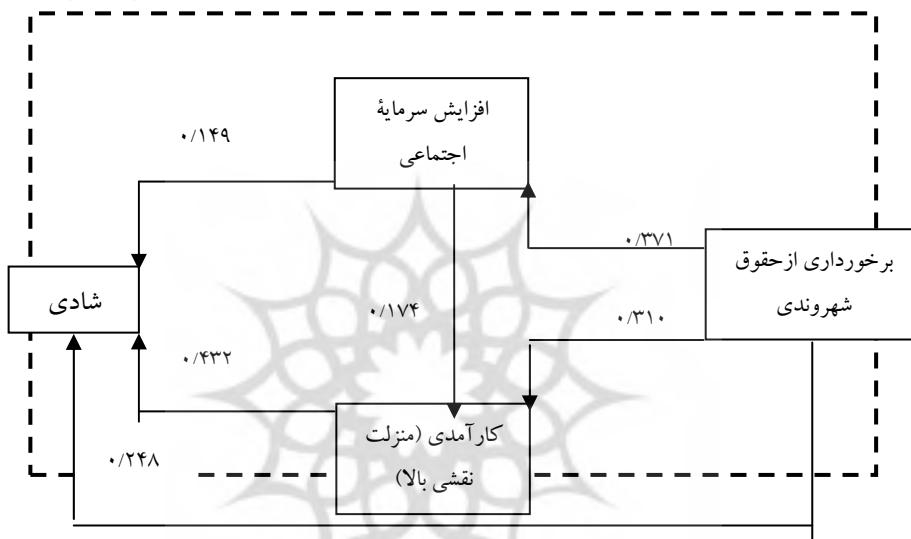 افزایش سرمایۀ
اجتماعی
۰/۱۴۹
۰/۳۷۱
برخورداری ازحقوق
شهروندی
شادی
۰/۱۷۴
۰/۳۱۰
۰/۴۳۲
کارآمدی (منزلت
نقشی بالا)
۰/۲۴۸